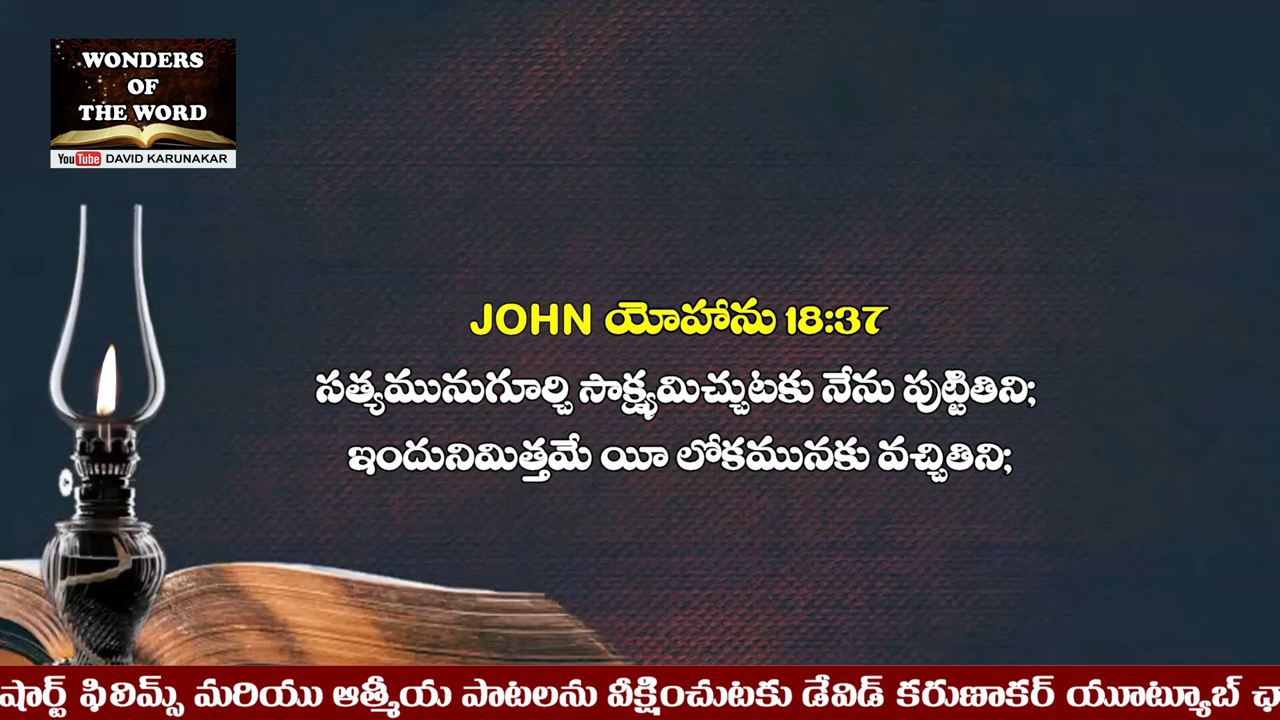 WONDERS
OF
THE WORD
YouTube DAVID KARUNAKAR
JOHN యోహాను 18:37
సత్యమునుగూర్చి సాక్ష్యమిచ్చుటకు నేను పుట్టితిని;
ఇందునిమిత్తమే యీ లోకమునకు వచ్చితిని;
షార్ట్ ఫిలిమ్స్ మరియు ఆత్మీయ పాటలను వీక్షించుటకు డేవిడ్ కరుణాకర్ యూట్యూబ్